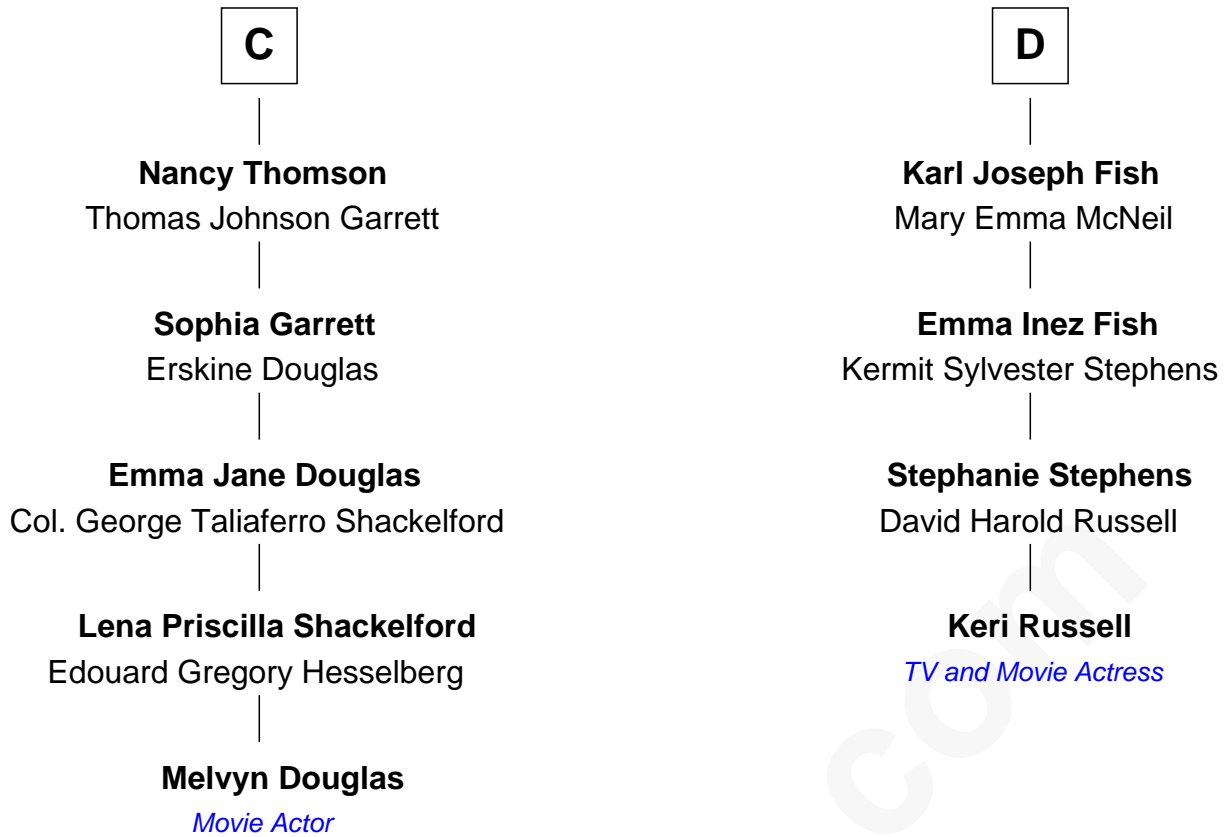 C
Nancy Thomson
Thomas Johnson Garrett
Sophia Garrett
Erskine Douglas
Emma Jane Douglas
Col. George Taliaferro Shackelford
Lena Priscilla Shackelford
Edouard Gregory Hesselberg
Melvyn Douglas
Movie Actor
D
Karl Joseph Fish
Mary Emma McNeil
Emma Inez Fish
Kermit Sylvester Stephens
Stephanie Stephens
David Harold Russell
Keri Russell
TV and Movie Actress
com